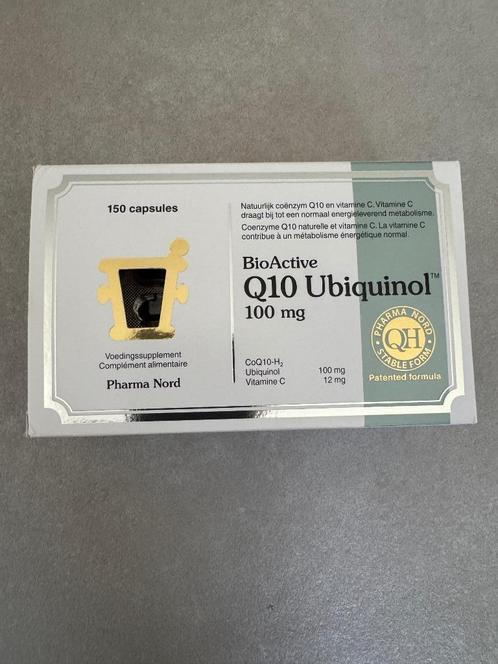 150 capsules
Voedingssupplement
Complément alimentaire
Pharma Nord
Natuurlijk coënzym Q10 en vitamine C. Vitamine C
draagt bij tot een normaal energieleverend metabolisme.
Coenzyme Q10 naturelle et vitamine C. La vitamine C
contribue à un métabolisme énergétique normal.
BioActive
Q10 Ubiquinol™
100 mg
CoQ10-H₂
Ubiquinol 100 mg
Vitamine C 12 mg
PHARMA NORD
QH
STABLE FORM
Patented formula